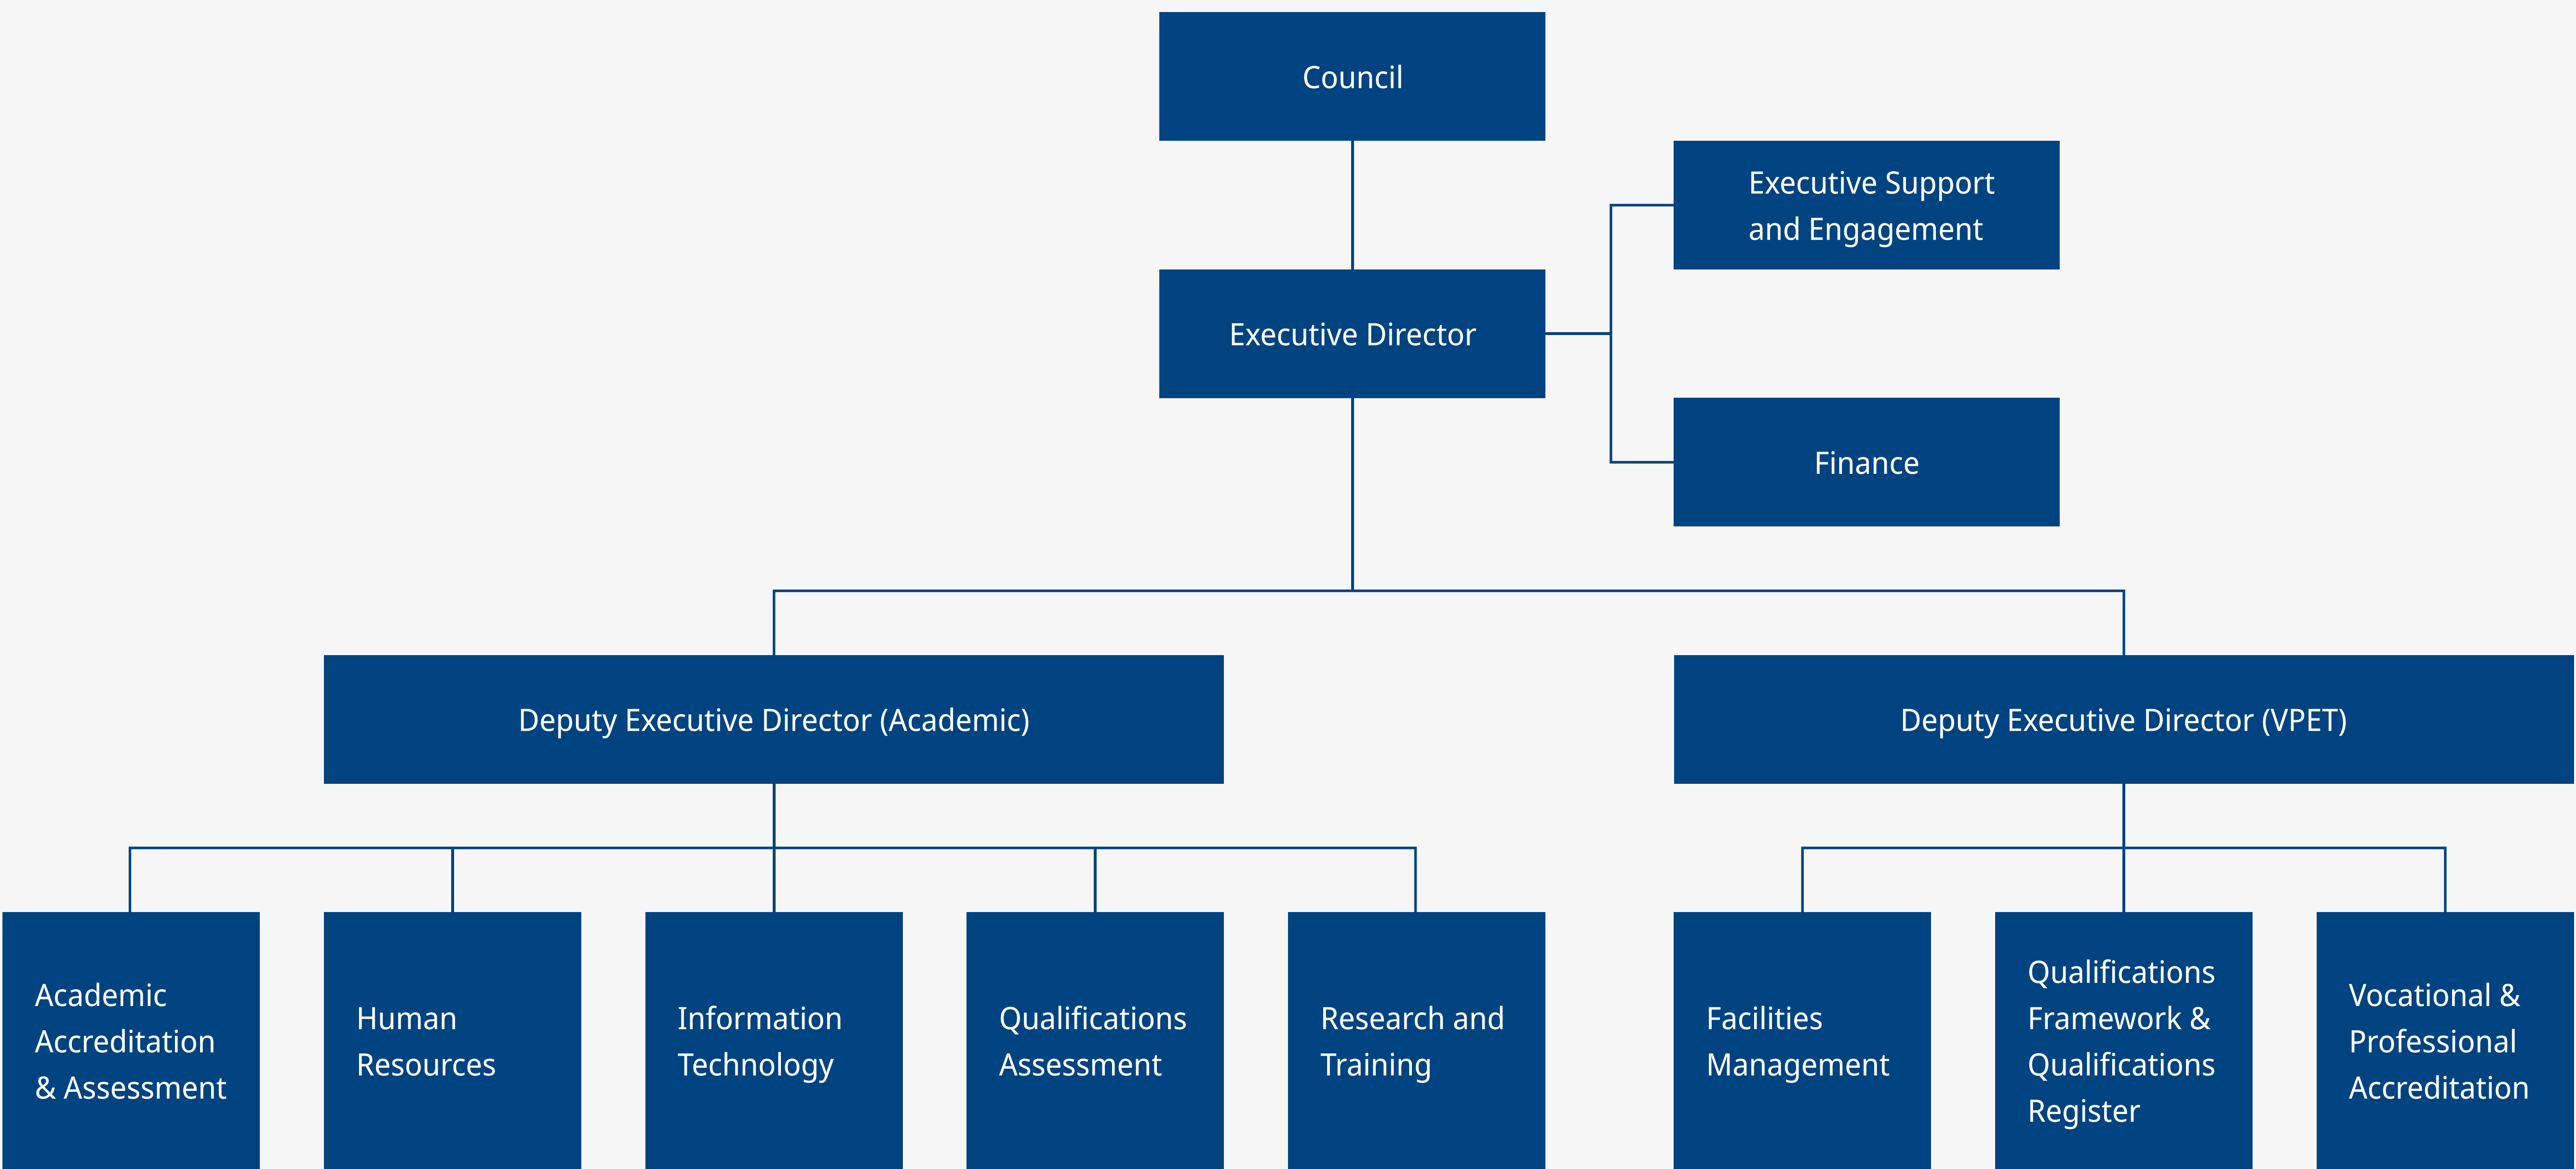 Council
Executive Support
and Engagement
Executive Director
Finance
Deputy Executive Director (Academic)
Deputy Executive Director (VPET)
Academic
Accreditation
& Assessment
Human
Resources
Information
Technology
Qualifications
Assessment
Research and
Training
Facilities
Management
Qualifications
Framework &
Qualifications
Register
Vocational &
Professional
Accreditation